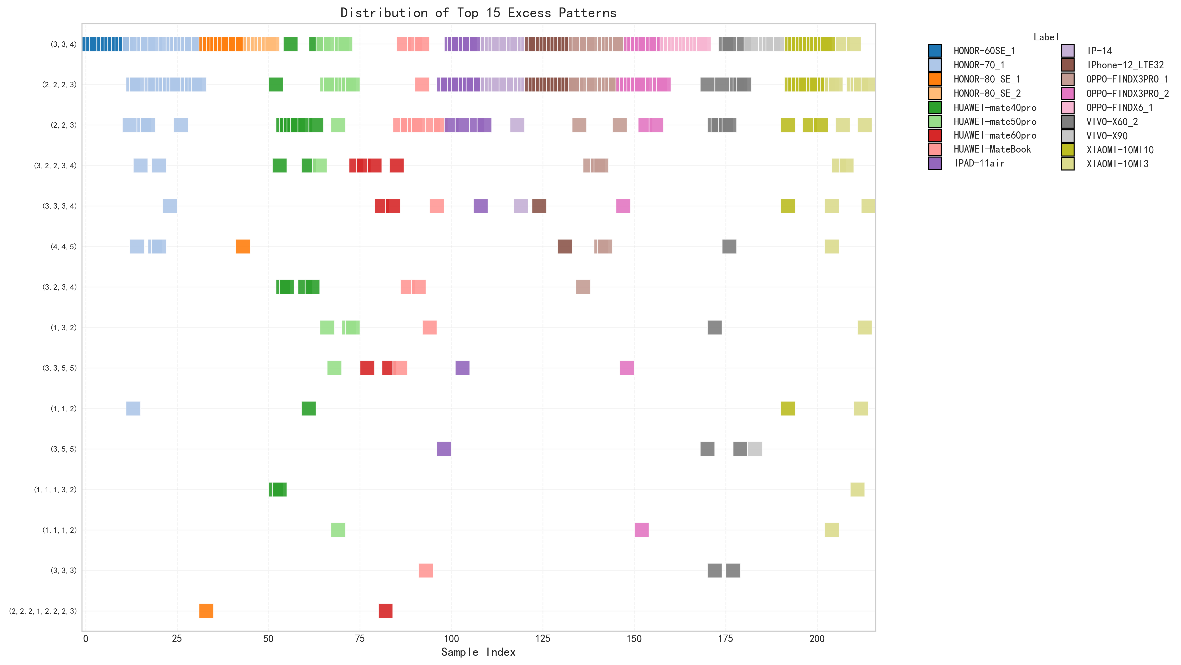 Distribution of Top 15 Excess Patterns
(3,3,4)
(2,2,2,3)
(2,2,3)
(3,2,2,3,4)
(3,3,3,4)
(4,4,5)
(3,2,3,4)
(1,3,2)
(3,3,5,5)
(1,1,2)
(3,5,5)
(1,1,1,3,2)
(1,1,1,2)
(3,3,3)
(2,2,2,1,2,2,2,3)
0 25 50 75 100 125 150 175 200
Sample Index
Label
HONOR-60SE_1
HONOR-70_1
HONOR-80_SE_1
HONOR-80_SE_2
HUAWEI-mate40pro
HUAWEI-mate50pro
HUAWEI-mate60pro
HUAWEI-MateBook
IPAD-11air
IP-14
IPhone-12_LTE32
OPPO-FINDX3PRO_1
OPPO-FINDX3PRO_2
OPPO-FINDX6_1
VIVO-X60_2
VIVO-X90
XIAOMI-10MI10
XIAOMI-10MI3